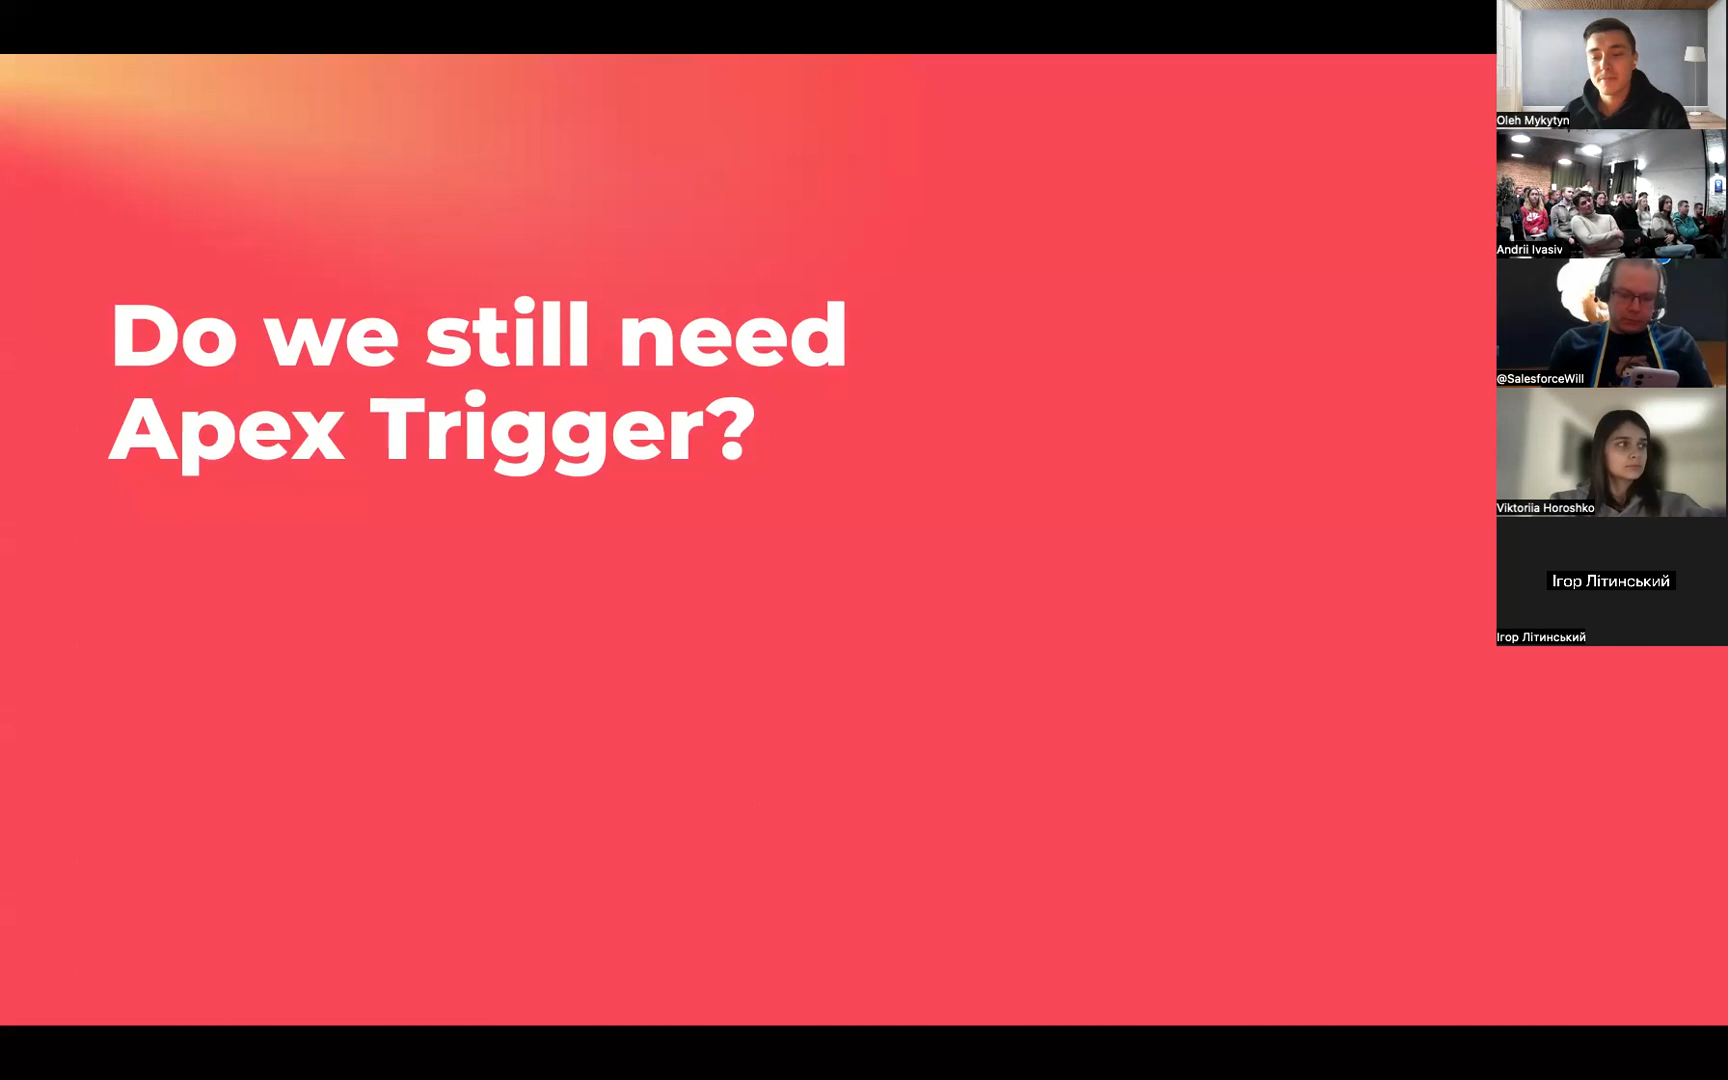 Do we still need
Apex Trigger?
Oleh Mykytyn
Andrii Ivasiv
@SalesforceWill
Viktoriia Horoshko
Ігор Літинський
Ігор Літинський